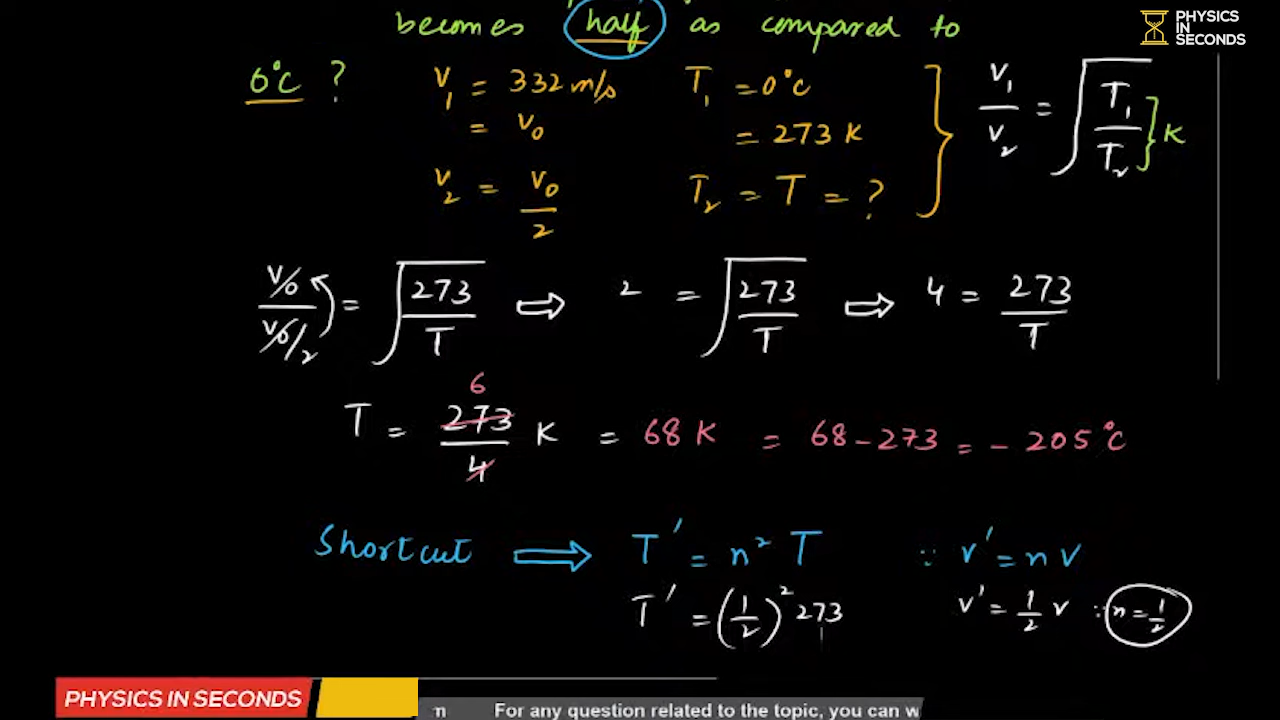 becomes half as compared to
PHYSICS
IN
SECONDS
0°C ?
V₁ = 332 m/s
= V₀
V₂ = V₀/2
T₁ = 0°C
= 273 K
T₂ = T = ?
V₁/V₂ = √(T₁/T₂) } K
V₀/(V₀/2) = √(273/T) ⇒ 2 = √(273/T) ⇒ 4 = 273/T
6
T = 273/4 K = 68 K = 68 - 273 = - 205°C
Shortcut ⇒ T' = n² T ∵ v' = n v
T' = (1/2)² 273 v' = 1/2 v ∵ n = 1/2
PHYSICS IN SECONDS
m For any question related to the topic, you can w